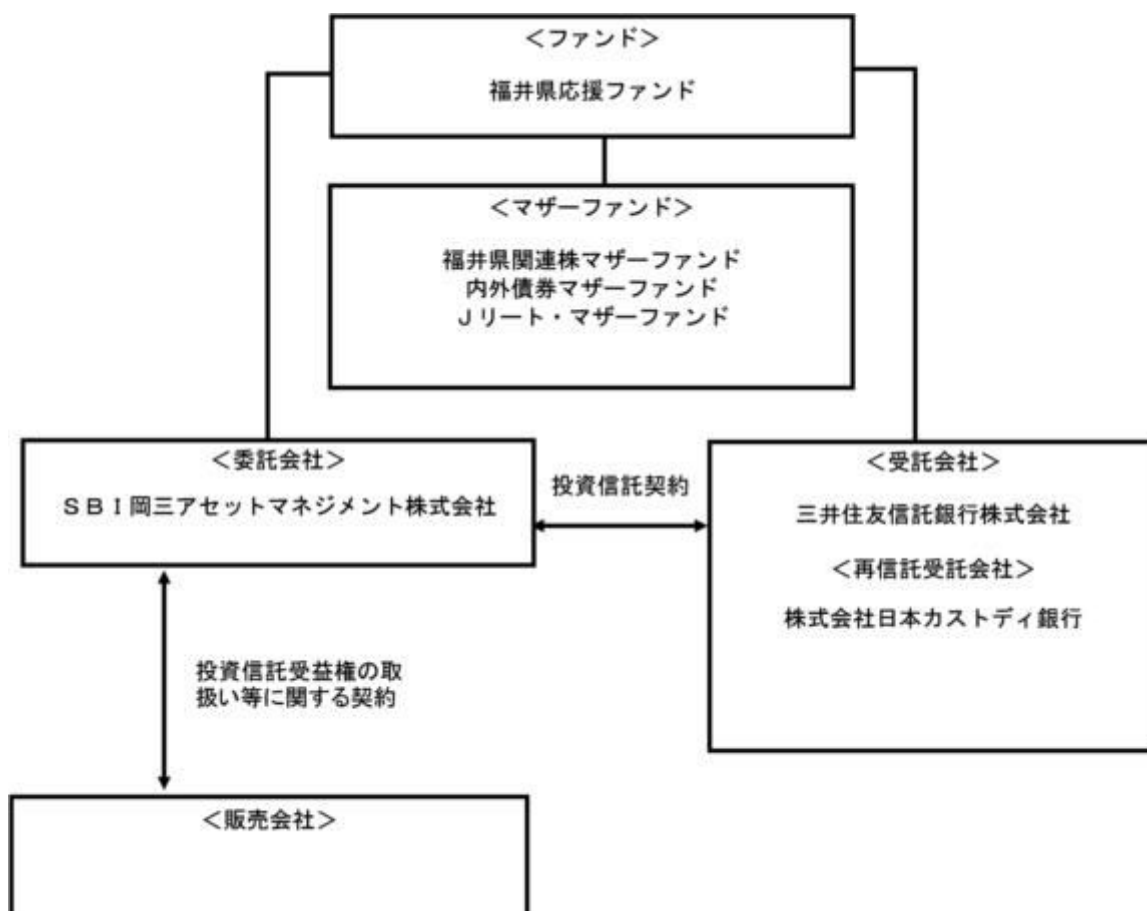 ＜ファンド＞
福井県応援ファンド
＜マザーファンド＞
福井県関連株マザーファンド
内外債券マザーファンド
Ｊリート・マザーファンド
＜委託会社＞
ＳＢＩ岡三アセットマネジメント株式会社
投資信託契約
＜受託会社＞
三井住友信託銀行株式会社
＜再信託受託会社＞
株式会社日本カストディ銀行
投資信託受益権の取
扱い等に関する契約
＜販売会社＞